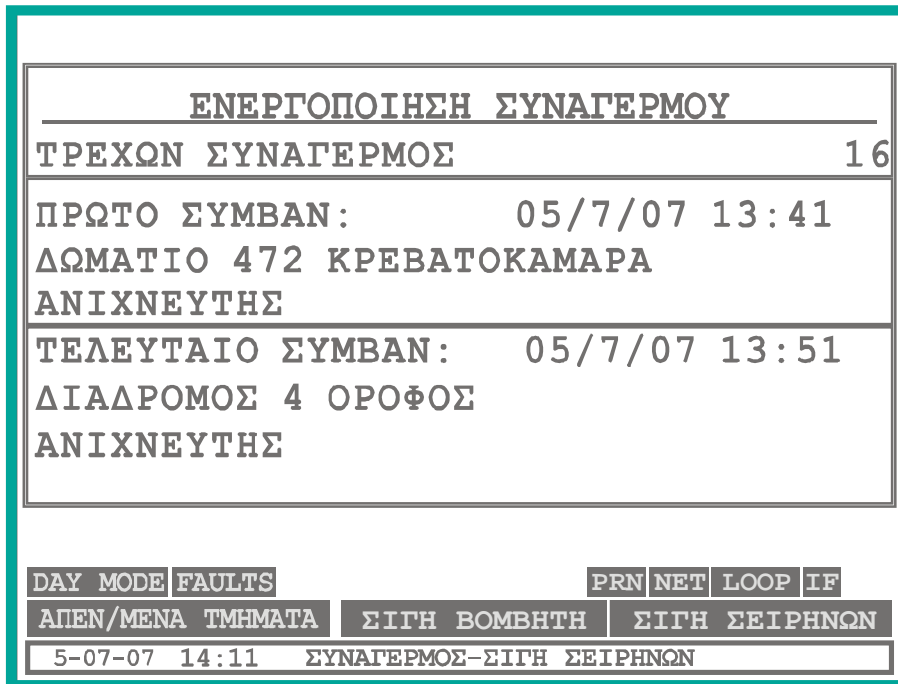 ΕΝΕΡΓΟΠΟΙΗΣΗ ΣΥΝΑΓΕΡΜΟΥ
ΤΡΕΧΩΝ ΣΥΝΑΓΕΡΜΟΣ 16
ΠΡΩΤΟ ΣΥΜΒΑΝ: 05/7/07 13:41
ΔΩΜΑΤΙΟ 472 ΚΡΕΒΑΤΟΚΑΜΑΡΑ
ΑΝΙΧΝΕΥΤΗΣ
ΤΕΛΕΥΤΑΙΟ ΣΥΜΒΑΝ: 05/7/07 13:51
ΔΙΑΔΡΟΜΟΣ 4 ΟΡΟΦΟΣ
ΑΝΙΧΝΕΥΤΗΣ
DAY MODE FAULTS PRN NET LOOP IF
ΑΠΕΝ/ΜΕΝΑ ΤΜΗΜΑΤΑ ΣΙΓΗ ΒΟΜΒΗΤΗ ΣΙΓΗ ΣΕΙΡΗΝΩΝ
5-07-07 14:11 ΣΥΝΑΓΕΡΜΟΣ-ΣΙΓΗ ΣΕΙΡΗΝΩΝ